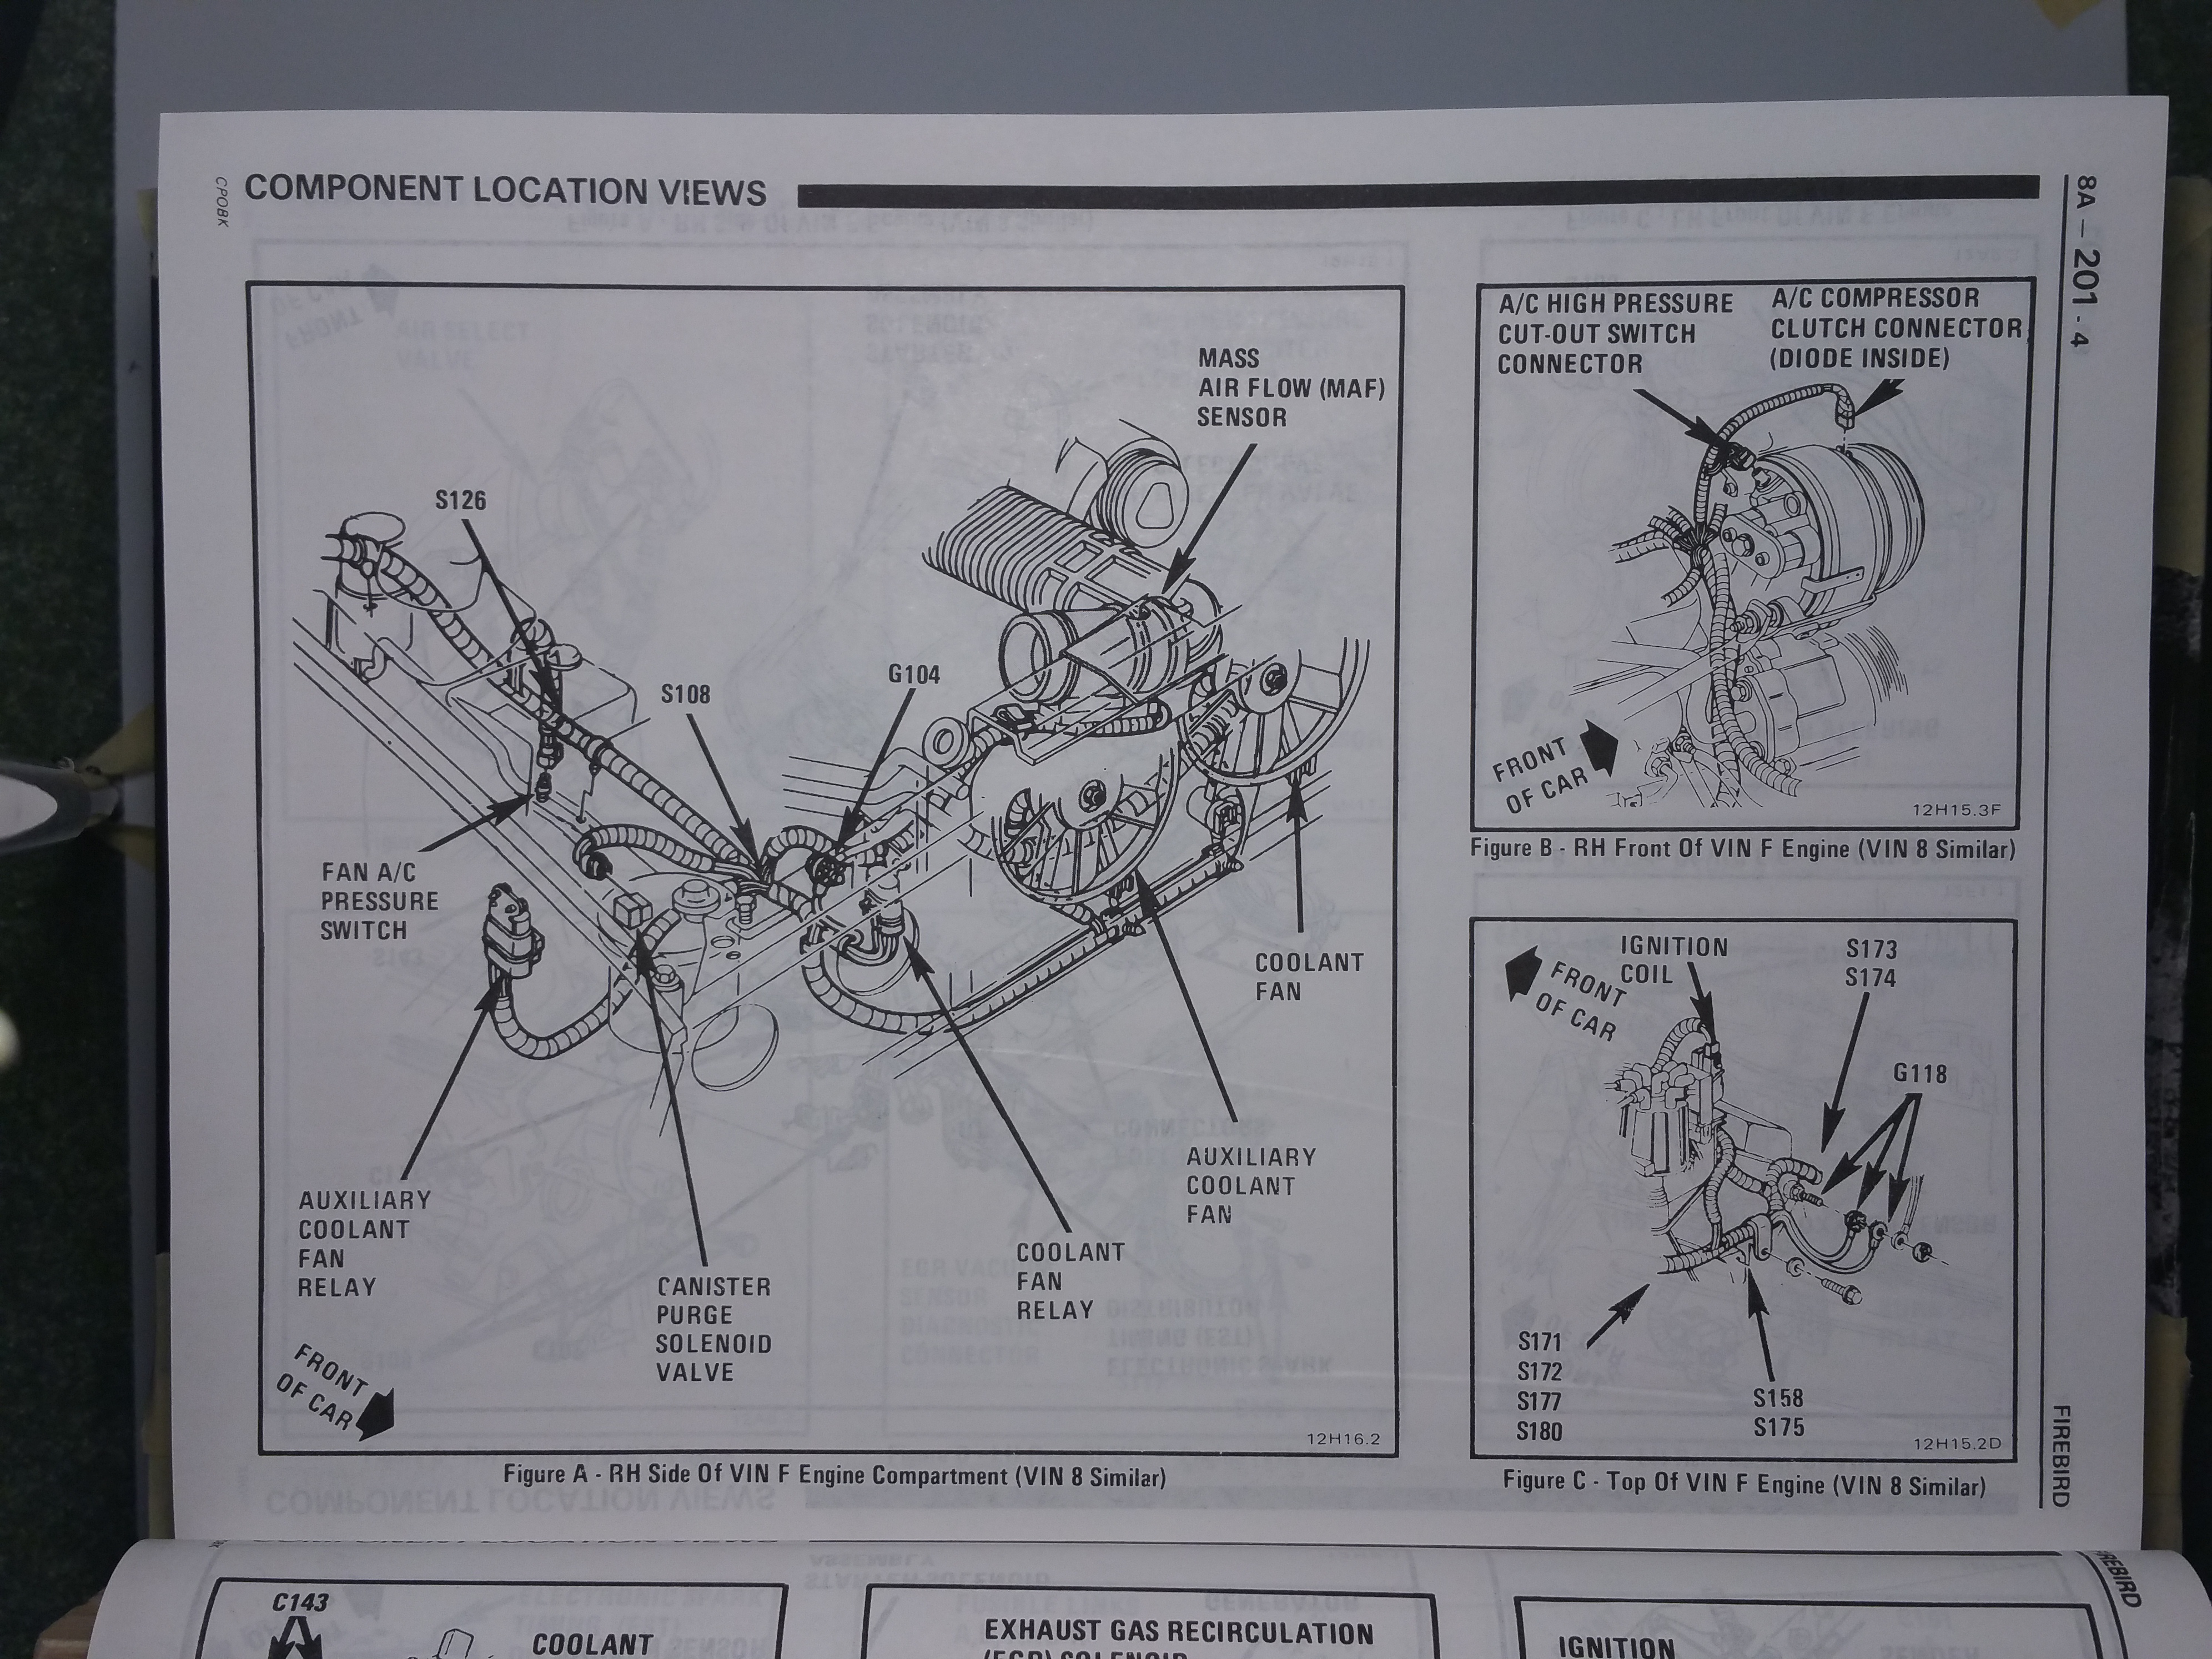 CPOBK
COMPONENT LOCATION VIEWS
8A – 201 - 4
FIREBIRD
MASS
AIR FLOW (MAF)
SENSOR
S126
S108
G104
FAN A/C
PRESSURE
SWITCH
COOLANT
FAN
AUXILIARY
COOLANT
FAN
AUXILIARY
COOLANT
FAN
RELAY
CANISTER
PURGE
SOLENOID
VALVE
COOLANT
FAN
RELAY
FRONT
OF CAR
12H16.2
Figure A - RH Side Of VIN F Engine Compartment (VIN 8 Similar)
A/C HIGH PRESSURE
CUT-OUT SWITCH
CONNECTOR
A/C COMPRESSOR
CLUTCH CONNECTOR
(DIODE INSIDE)
FRONT
OF CAR
12H15.3F
Figure B - RH Front Of VIN F Engine (VIN 8 Similar)
FRONT
OF CAR
IGNITION
COIL
S173
S174
G118
S171
S172
S177
S180
S158
S175
12H15.2D
Figure C - Top Of VIN F Engine (VIN 8 Similar)
C143
COOLANT
EXHAUST GAS RECIRCULATION
(EGR) SOLENOID
IGNITION
FIREBIRD